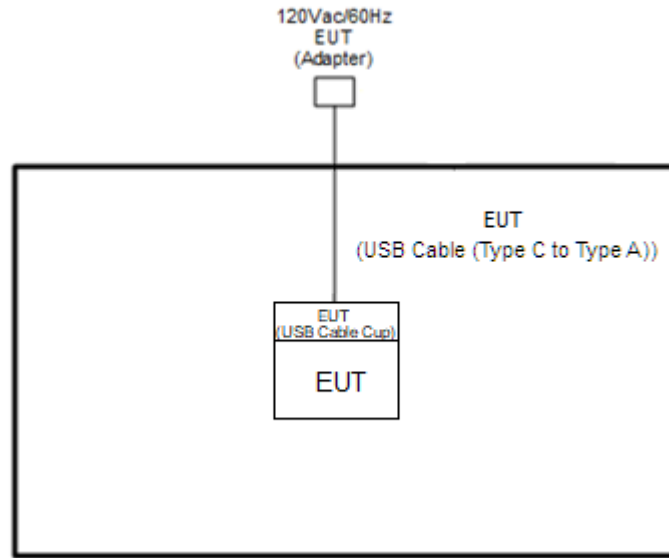 120Vac/60Hz
EUT
(Adapter)
EUT
(USB Cable (Type C to Type A))
EUT
(USB Cable Cup)
EUT